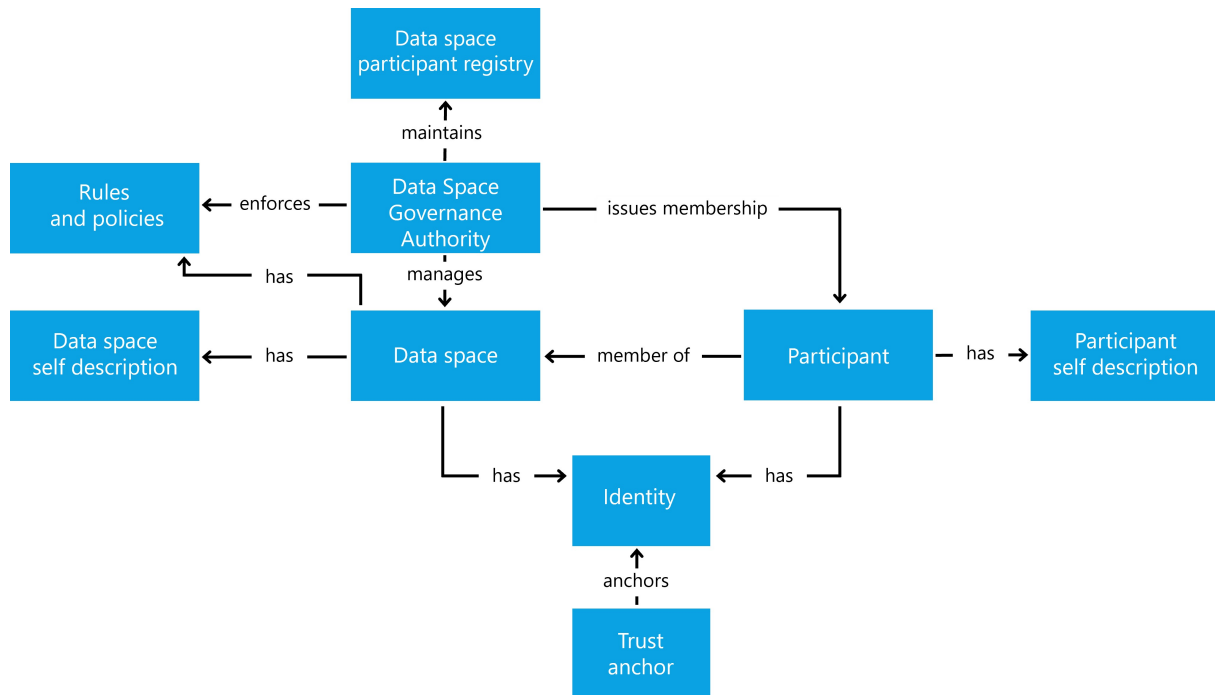 Data space
participant registry
maintains
Rules
and policies
enforces
Data Space
Governance
Authority
issues membership
has
manages
Data space
self description
has
Data space
member of
Participant
has
Participant
self description
has
Identity
has
anchors
Trust
anchor